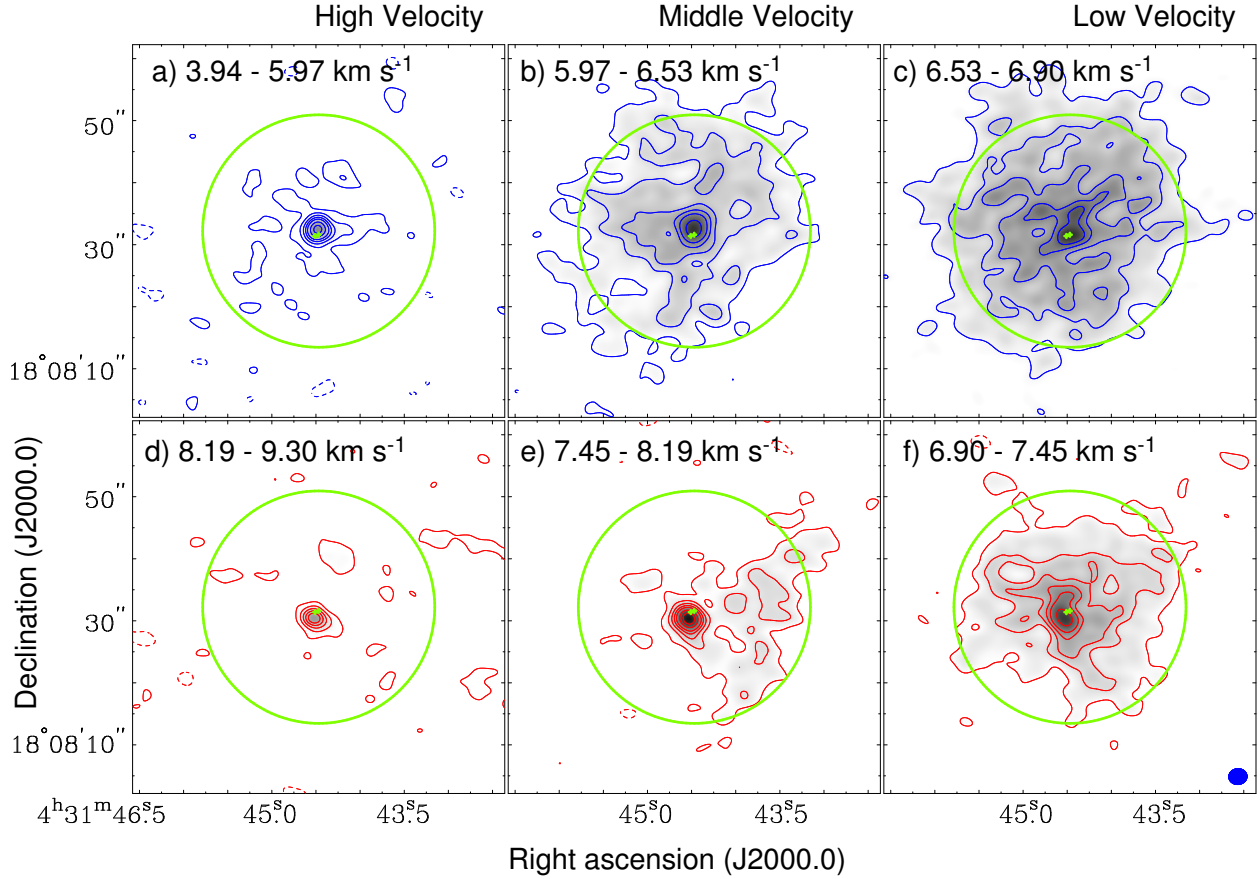 High Velocity Middle Velocity Low Velocity
a) 3.94 - 5.97 km s⁻¹ b) 5.97 - 6.53 km s⁻¹ c) 6.53 - 6.90 km s⁻¹
50″
30″
18°08′10″
d) 8.19 - 9.30 km s⁻¹ e) 7.45 - 8.19 km s⁻¹ f) 6.90 - 7.45 km s⁻¹
50″
30″
18°08′10″
4ʰ31ᵐ46ˢ.5 45ˢ.0 43ˢ.5 45ˢ.0 43ˢ.5 45ˢ.0 43ˢ.5
Declination (J2000.0)
Right ascension (J2000.0)